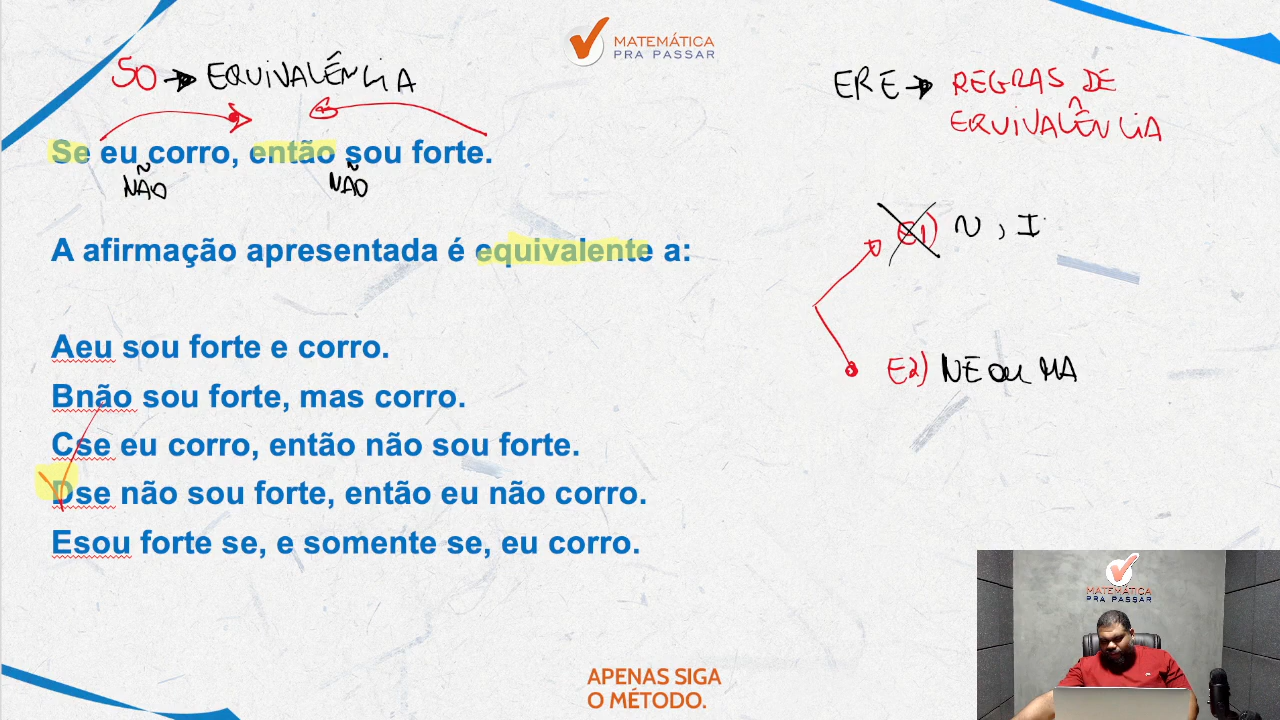 MATEMÁTICA
PRA PASSAR
SO → EQUIVALÊNCIA
ERE → REGRAS DE
EQUIVALÊNCIA
Se eu corro, então sou forte.
NÃO NÃO
E1) N, I
A afirmação apresentada é equivalente a:
Aeu sou forte e corro.
E2) NE ou MA
Bnão sou forte, mas corro.
Cse eu corro, então não sou forte.
Dse não sou forte, então eu não corro.
Esou forte se, e somente se, eu corro.
MATEMÁTICA
PRA PASSAR
APENAS SIGA
O MÉTODO.